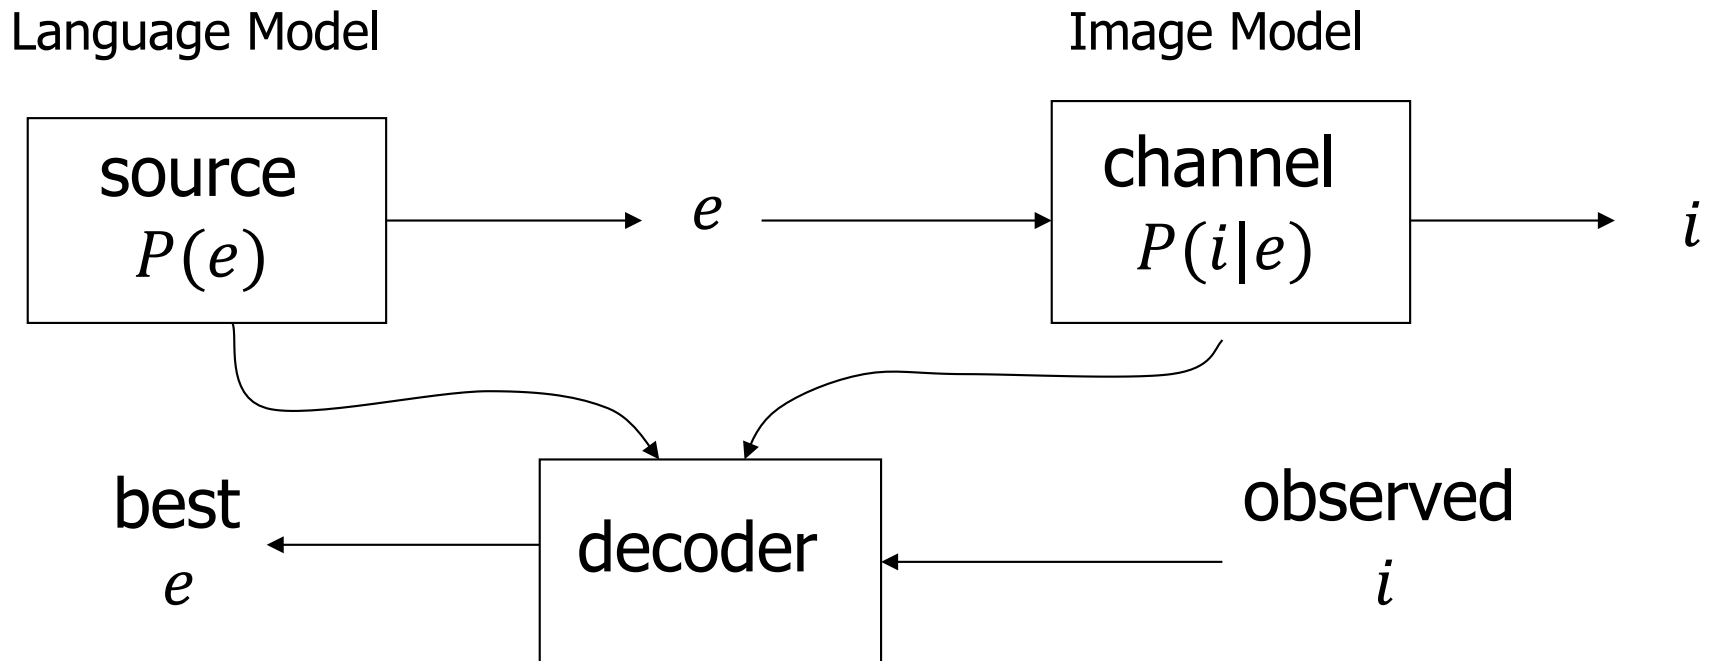 Language Model
Image Model
source
P(e)
e
channel
P(i|e)
i
best
e
decoder
observed
i